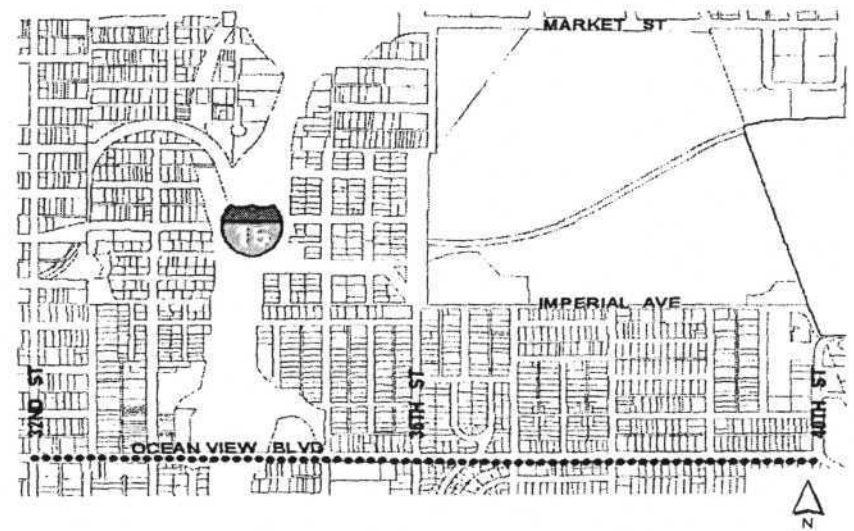 MARKET ST
15
IMPERIAL AVE
32ND ST
36TH ST
40TH ST
OCEAN VIEW BLVD
N